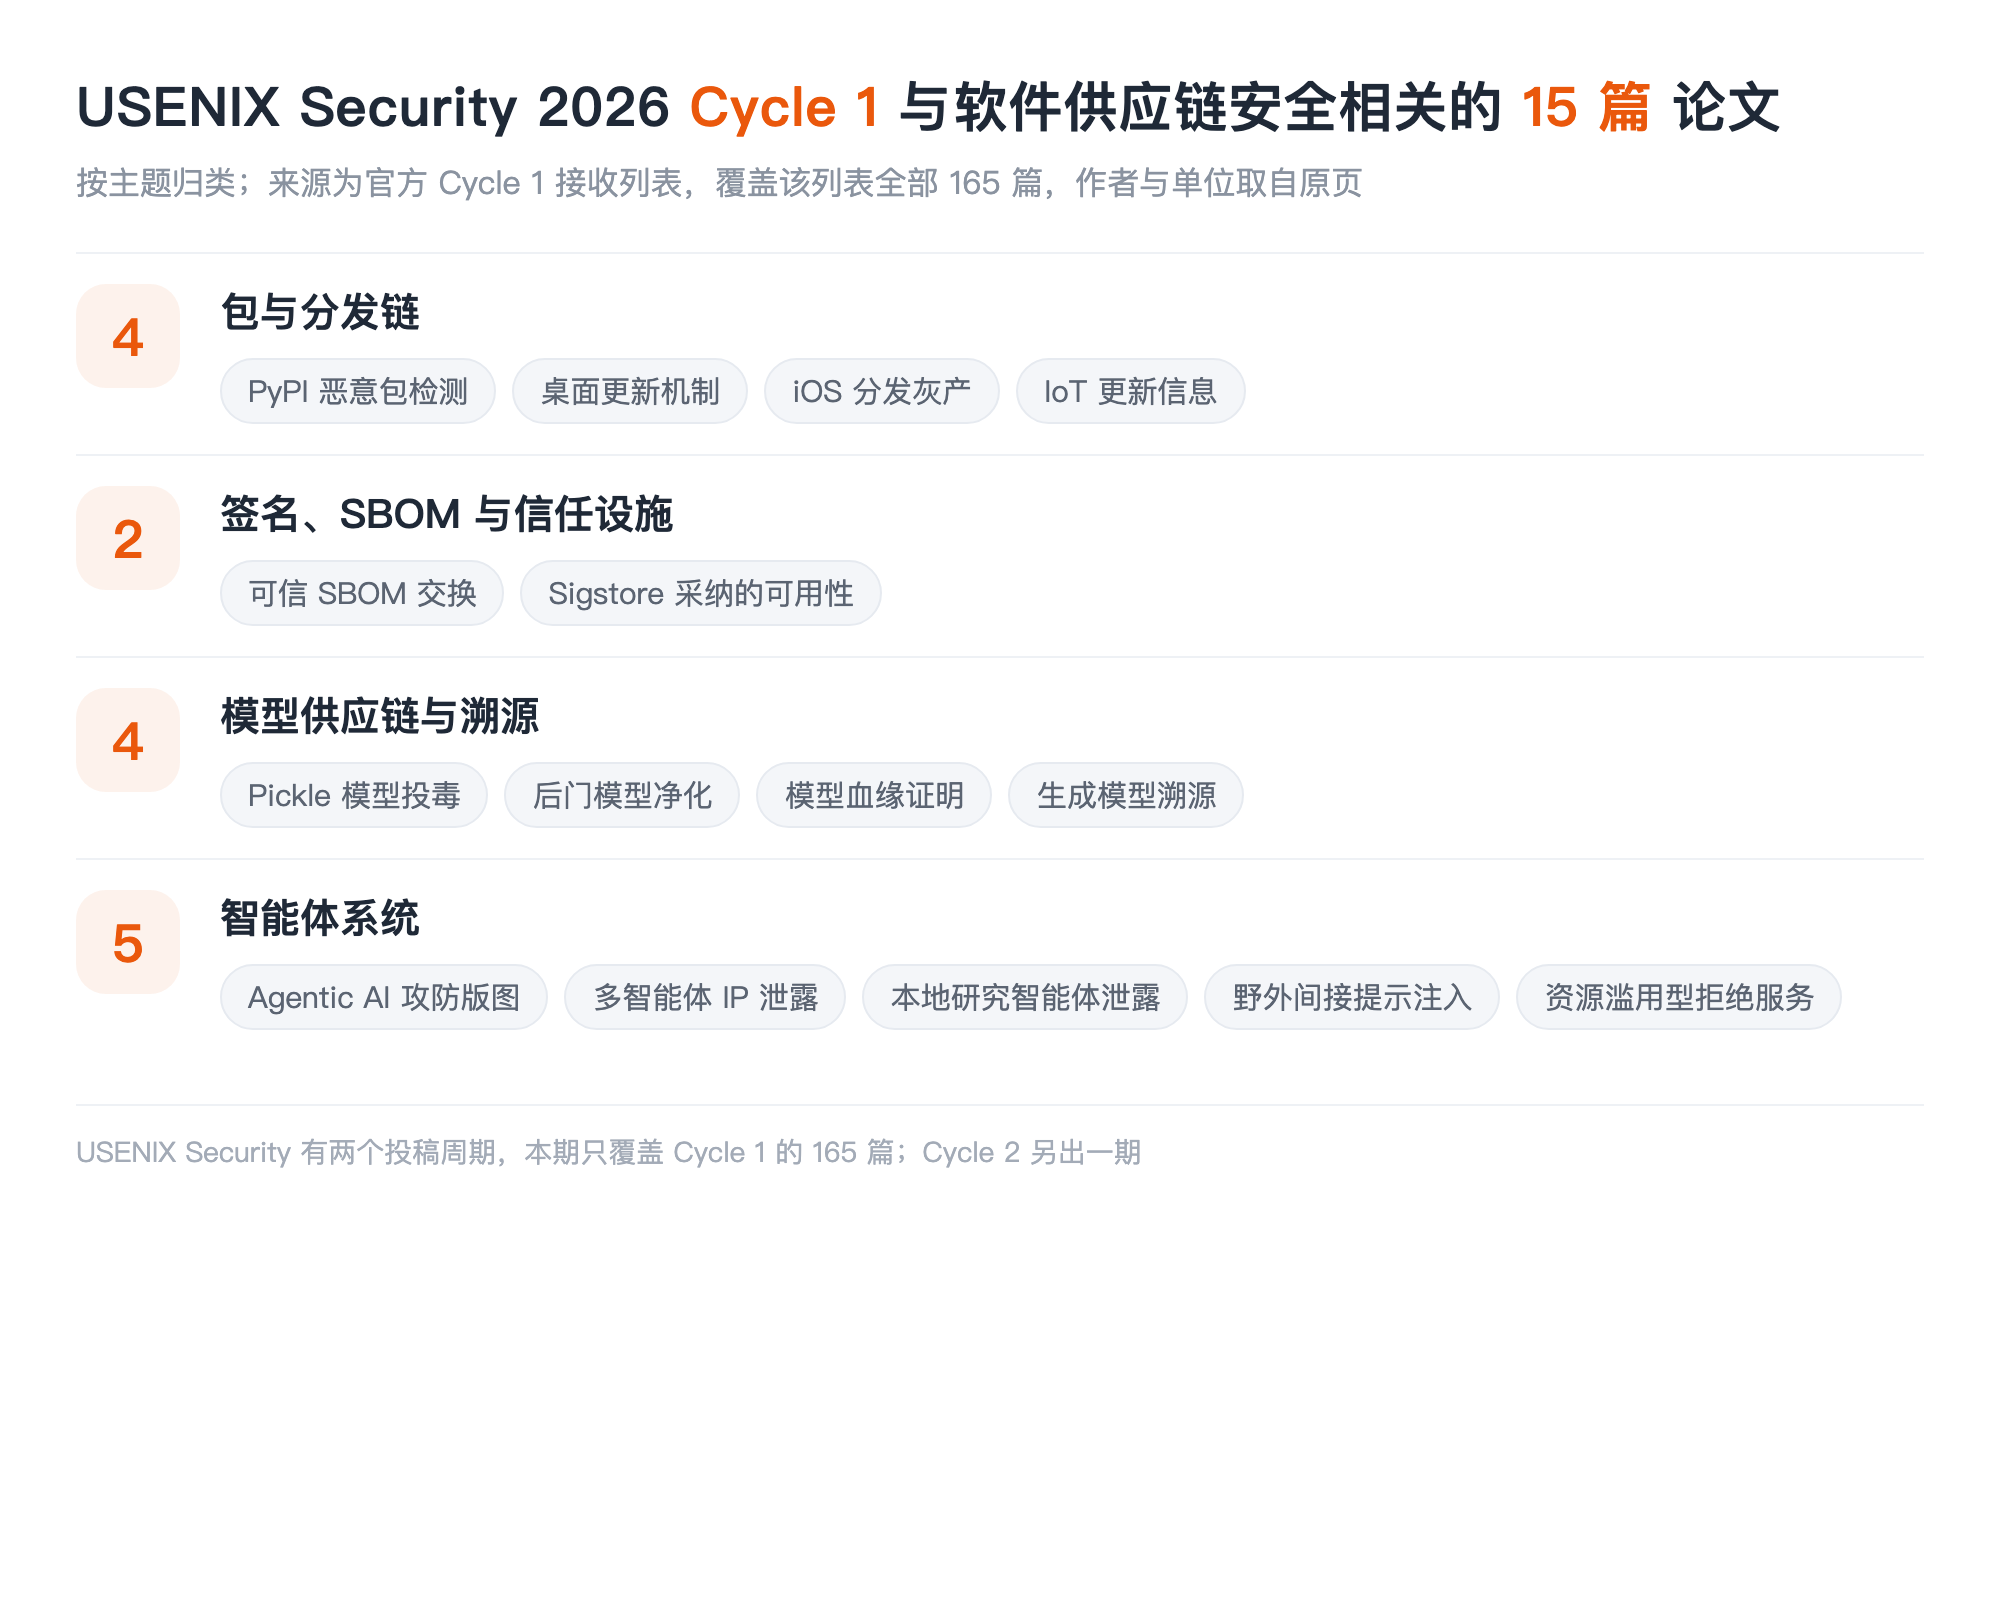 USENIX Security 2026 Cycle 1 与软件供应链安全相关的 15 篇 论文
按主题归类；来源为官方 Cycle 1 接收列表，覆盖该列表全部 165 篇，作者与单位取自原页
4
包与分发链
PyPI 恶意包检测 桌面更新机制 iOS 分发灰产 IoT 更新信息
2
签名、SBOM 与信任设施
可信 SBOM 交换 Sigstore 采纳的可用性
4
模型供应链与溯源
Pickle 模型投毒 后门模型净化 模型血缘证明 生成模型溯源
5
智能体系统
Agentic AI 攻防版图 多智能体 IP 泄露 本地研究智能体泄露 野外间接提示注入 资源滥用型拒绝服务
USENIX Security 有两个投稿周期，本期只覆盖 Cycle 1 的 165 篇；Cycle 2 另出一期